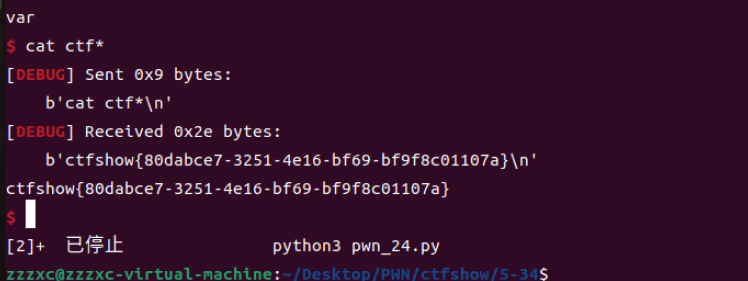 var
$ cat ctf*
[DEBUG] Sent 0x9 bytes:
    b'cat ctf*\n'
[DEBUG] Received 0x2e bytes:
    b'ctfshow{80dabce7-3251-4e16-bf69-bf9f8c01107a}\n'
ctfshow{80dabce7-3251-4e16-bf69-bf9f8c01107a}
$
[2]+  已停止               python3 pwn_24.py
zzzxc@zzzxc-virtual-machine:~/Desktop/PWN/ctfshow/5-34$